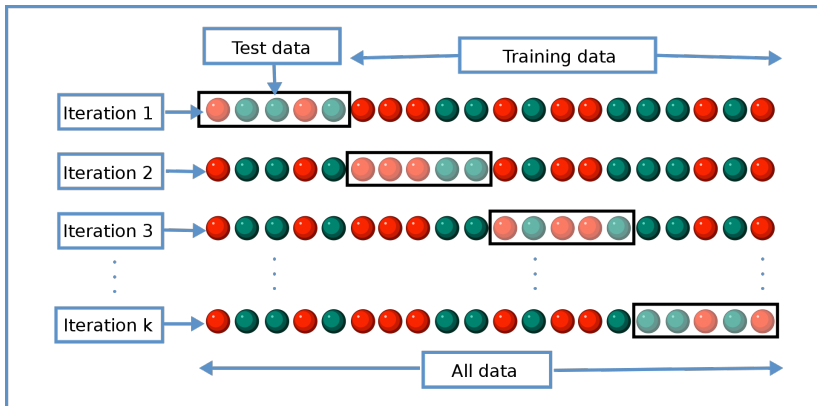 Test data
Training data
Iteration 1
Iteration 2
Iteration 3
Iteration k
All data